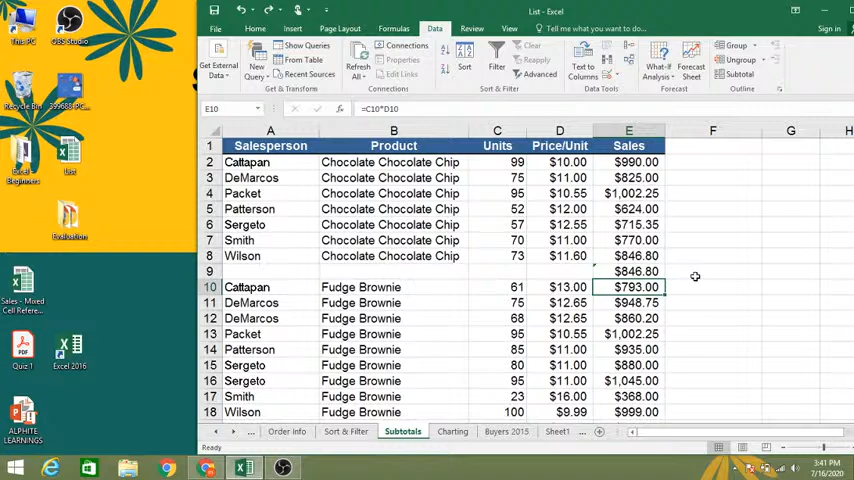 This PC
OBS Studio
Recycle Bin
399688-PC...
Excel
Beginners
List
Evaluation
Sales -
Mixed
Cell Refere...
Quiz 1
Excel 2016
ALPHITE
LEARNINGS
List - Excel
File
Home
Insert
Page Layout
Formulas
Data
Review
View
Tell me what you want to do...
Sign in
Get External
Data
New
Query
Show Queries
From Table
Recent Sources
Get & Transform
Refresh
All
Connections
Properties
Edit Links
Connections
Sort
Filter
Clear
Reapply
Advanced
Sort & Filter
Text to
Columns
Data Tools
What-If
Analysis
Forecast
Sheet
Forecast
Group
Ungroup
Subtotal
Outline
E10
fx
=C10*D10
A B C D E F G H
1 Salesperson Product Units Price/Unit Sales
2 Cattapan Chocolate Chocolate Chip 99 $10.00 $990.00
3 DeMarcos Chocolate Chocolate Chip 75 $11.00 $825.00
4 Packet Chocolate Chocolate Chip 95 $10.55 $1,002.25
5 Patterson Chocolate Chocolate Chip 52 $12.00 $624.00
6 Sergeto Chocolate Chocolate Chip 57 $12.55 $715.35
7 Smith Chocolate Chocolate Chip 70 $11.00 $770.00
8 Wilson Chocolate Chocolate Chip 73 $11.60 $846.80
9 $846.80
10 Cattapan Fudge Brownie 61 $13.00 $793.00
11 DeMarcos Fudge Brownie 75 $12.65 $948.75
12 DeMarcos Fudge Brownie 68 $12.65 $860.20
13 Packet Fudge Brownie 95 $10.55 $1,002.25
14 Patterson Fudge Brownie 85 $11.00 $935.00
15 Sergeto Fudge Brownie 80 $11.00 $880.00
16 Sergeto Fudge Brownie 95 $11.00 $1,045.00
17 Smith Fudge Brownie 23 $16.00 $368.00
18 Wilson Fudge Brownie 100 $9.99 $999.00
Order Info
Sort & Filter
Subtotals
Charting
Buyers 2015
Sheet1
Ready
3:41 PM
7/16/2020